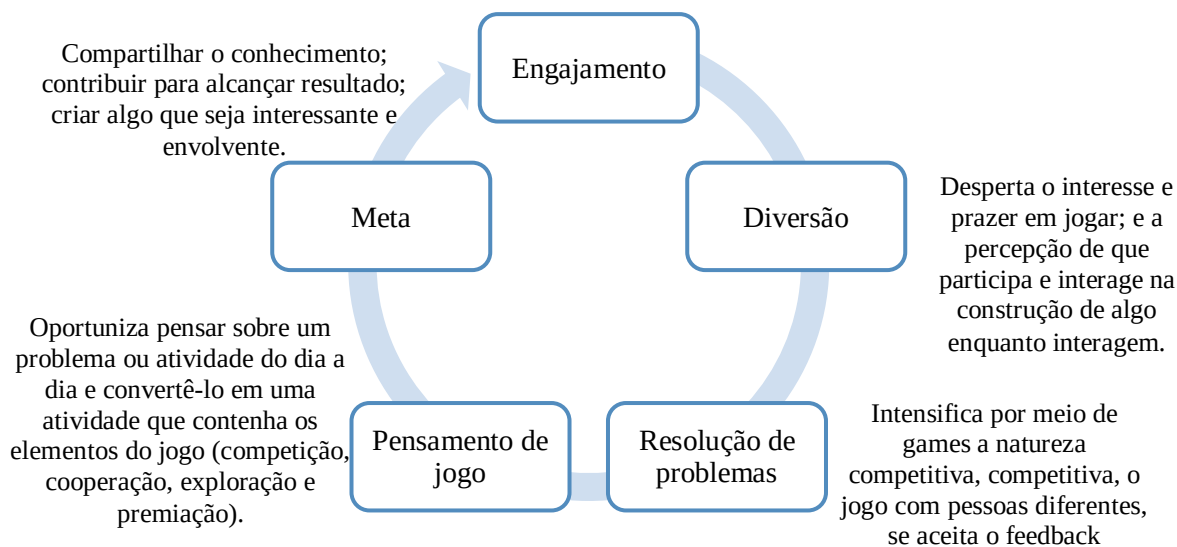 Engajamento
Diversão
Desperta o interesse e
prazer em jogar; e a
percepção de que
participa e interage na
construção de algo
enquanto interagem.
Resolução de
problemas
Intensifica por meio de
games a natureza
competitiva, competitiva, o
jogo com pessoas diferentes,
se aceita o feedback
Pensamento de
jogo
Oportuniza pensar sobre um
problema ou atividade do dia a
dia e convertê-lo em uma
atividade que contenha os
elementos do jogo (competição,
cooperação, exploração e
premiação).
Meta
Compartilhar o conhecimento;
contribuir para alcançar resultado;
criar algo que seja interessante e
envolvente.